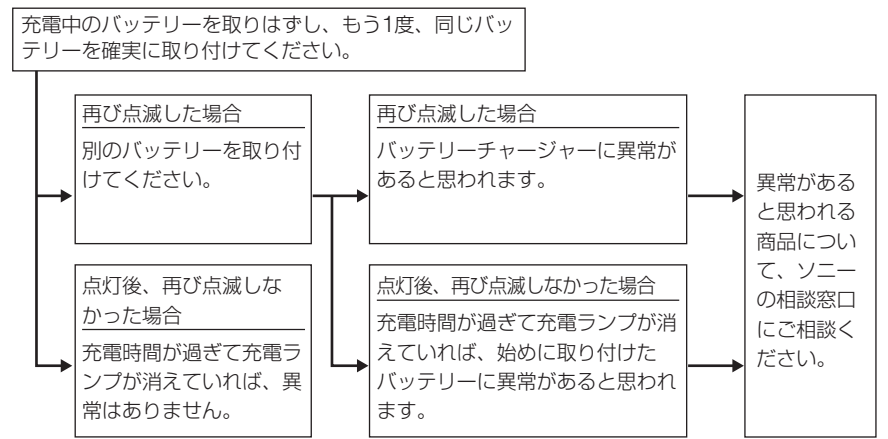 充電中のバッテリーを取りはずし、もう1度、同じバッ
テリーを確実に取り付けてください。
再び点滅した場合
別のバッテリーを取り付
けてください。
点灯後、再び点滅しな
かった場合
充電時間が過ぎて充電ラ
ンプが消えていれば、異
常はありません。
再び点滅した場合
バッテリーチャージャーに異常が
あると思われます。
点灯後、再び点滅しなかった場合
充電時間が過ぎて充電ランプが消
えていれば、始めに取り付けた
バッテリーに異常があると思われ
ます。
異常がある
と思われる
商品につい
て、ソニー
の相談窓口
にご相談く
ださい。